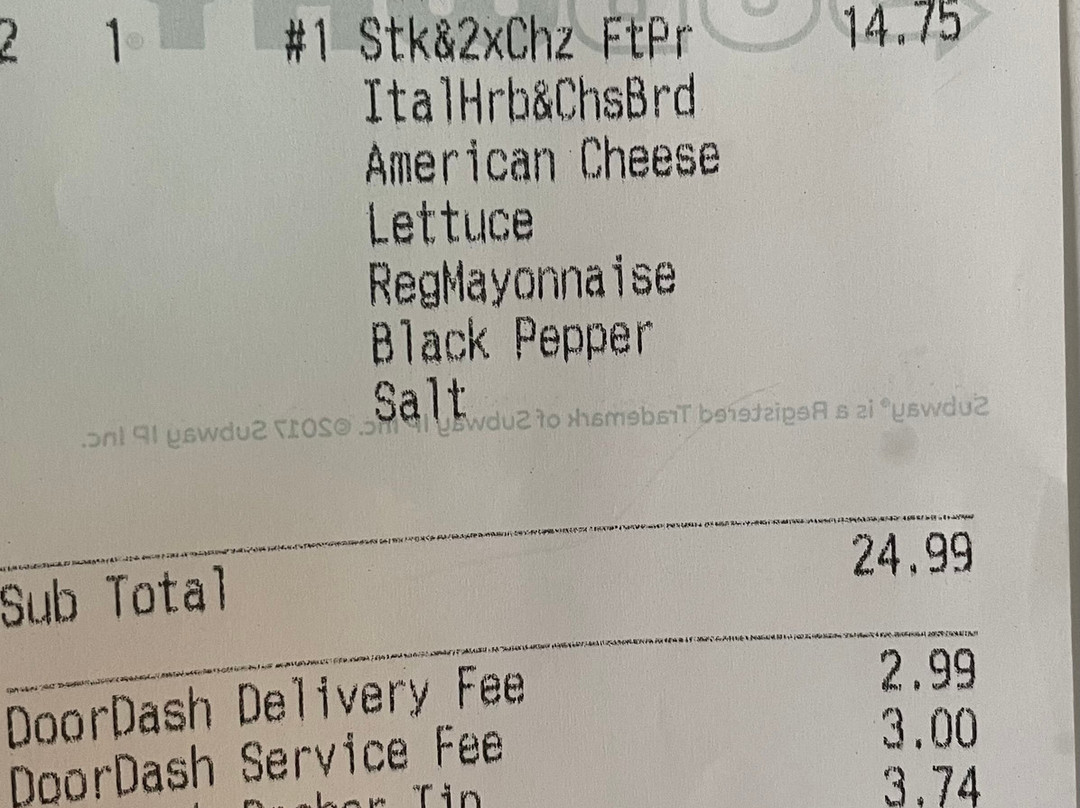 2 1 #1 Stk&2xChz FtPr 14.75
ItalHrb&ChsBrd
American Cheese
Lettuce
RegMayonnaise
Black Pepper
Salt
Subway® is a Registered Trademark of Subway IP Inc. ©2017 Subway IP Inc.
Sub Total 24.99
DoorDash Delivery Fee 2.99
DoorDash Service Fee 3.00
Dasher Tip 3.74